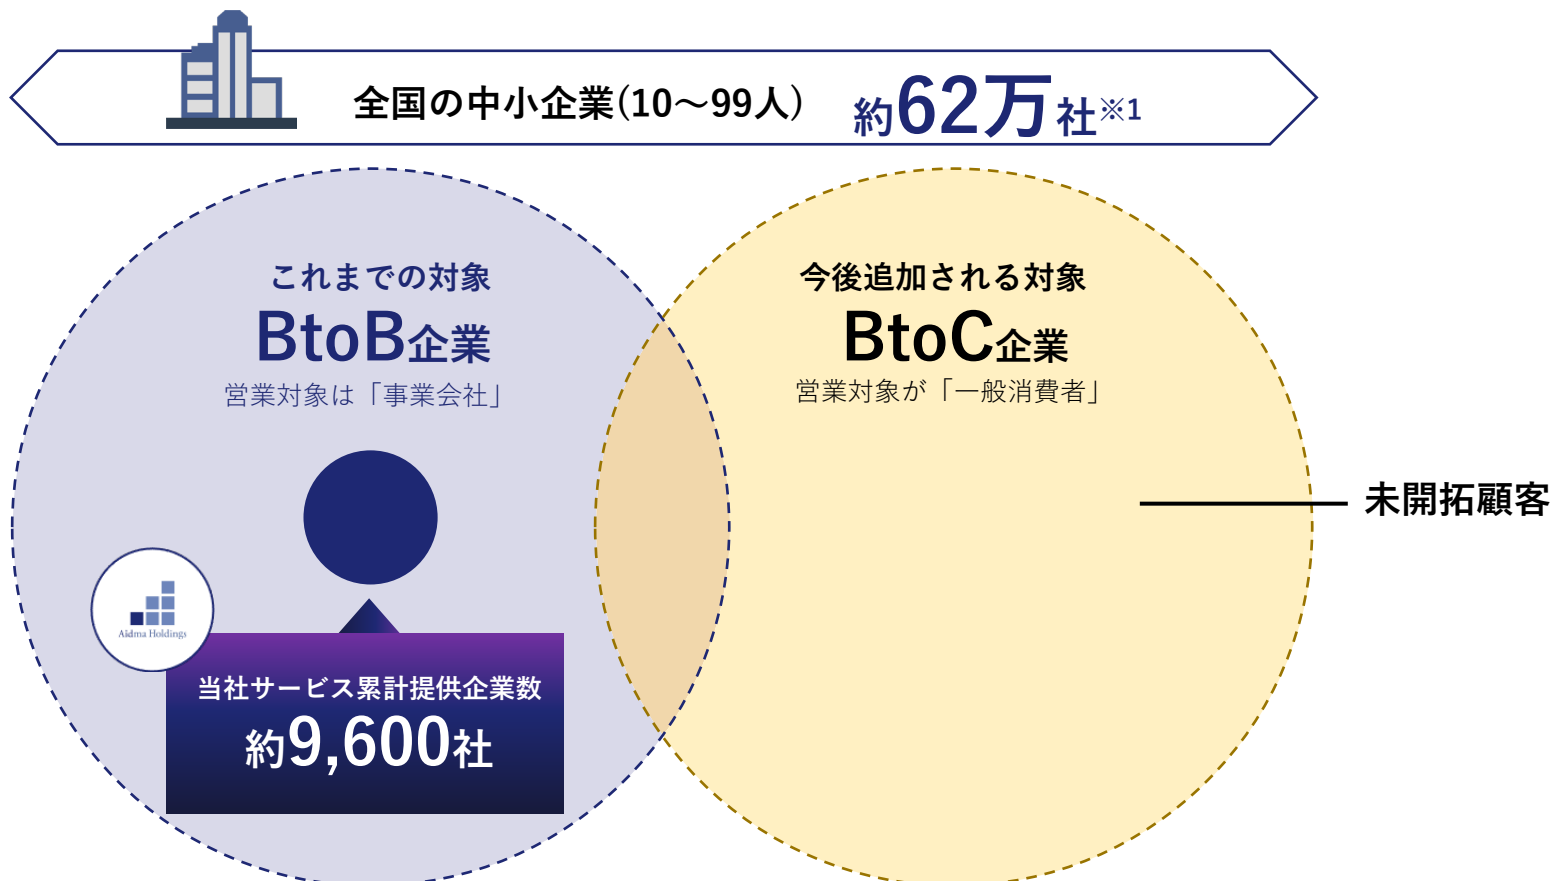 全国の中小企業(10～99人) 約62万社※1
これまでの対象
BtoB企業
営業対象は「事業会社」
今後追加される対象
BtoC企業
営業対象が「一般消費者」
未開拓顧客
Aidma Holdings
当社サービス累計提供企業数
約9,600社